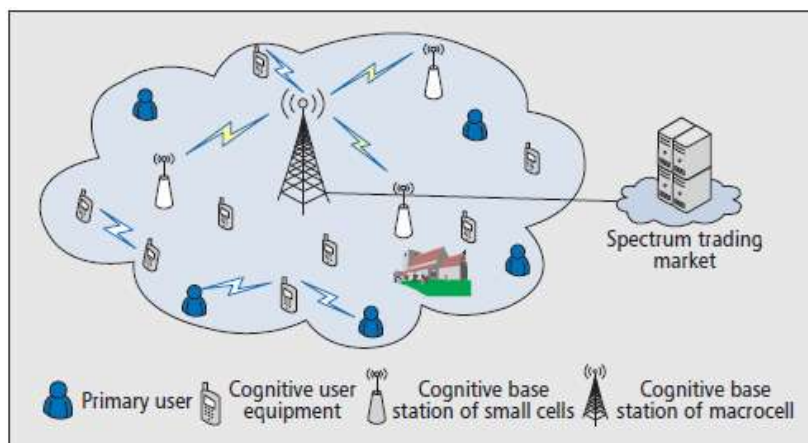 Spectrum trading
market
Primary user
Cognitive user
equipment
Cognitive base
station of small cells
Cognitive base
station of macrocell